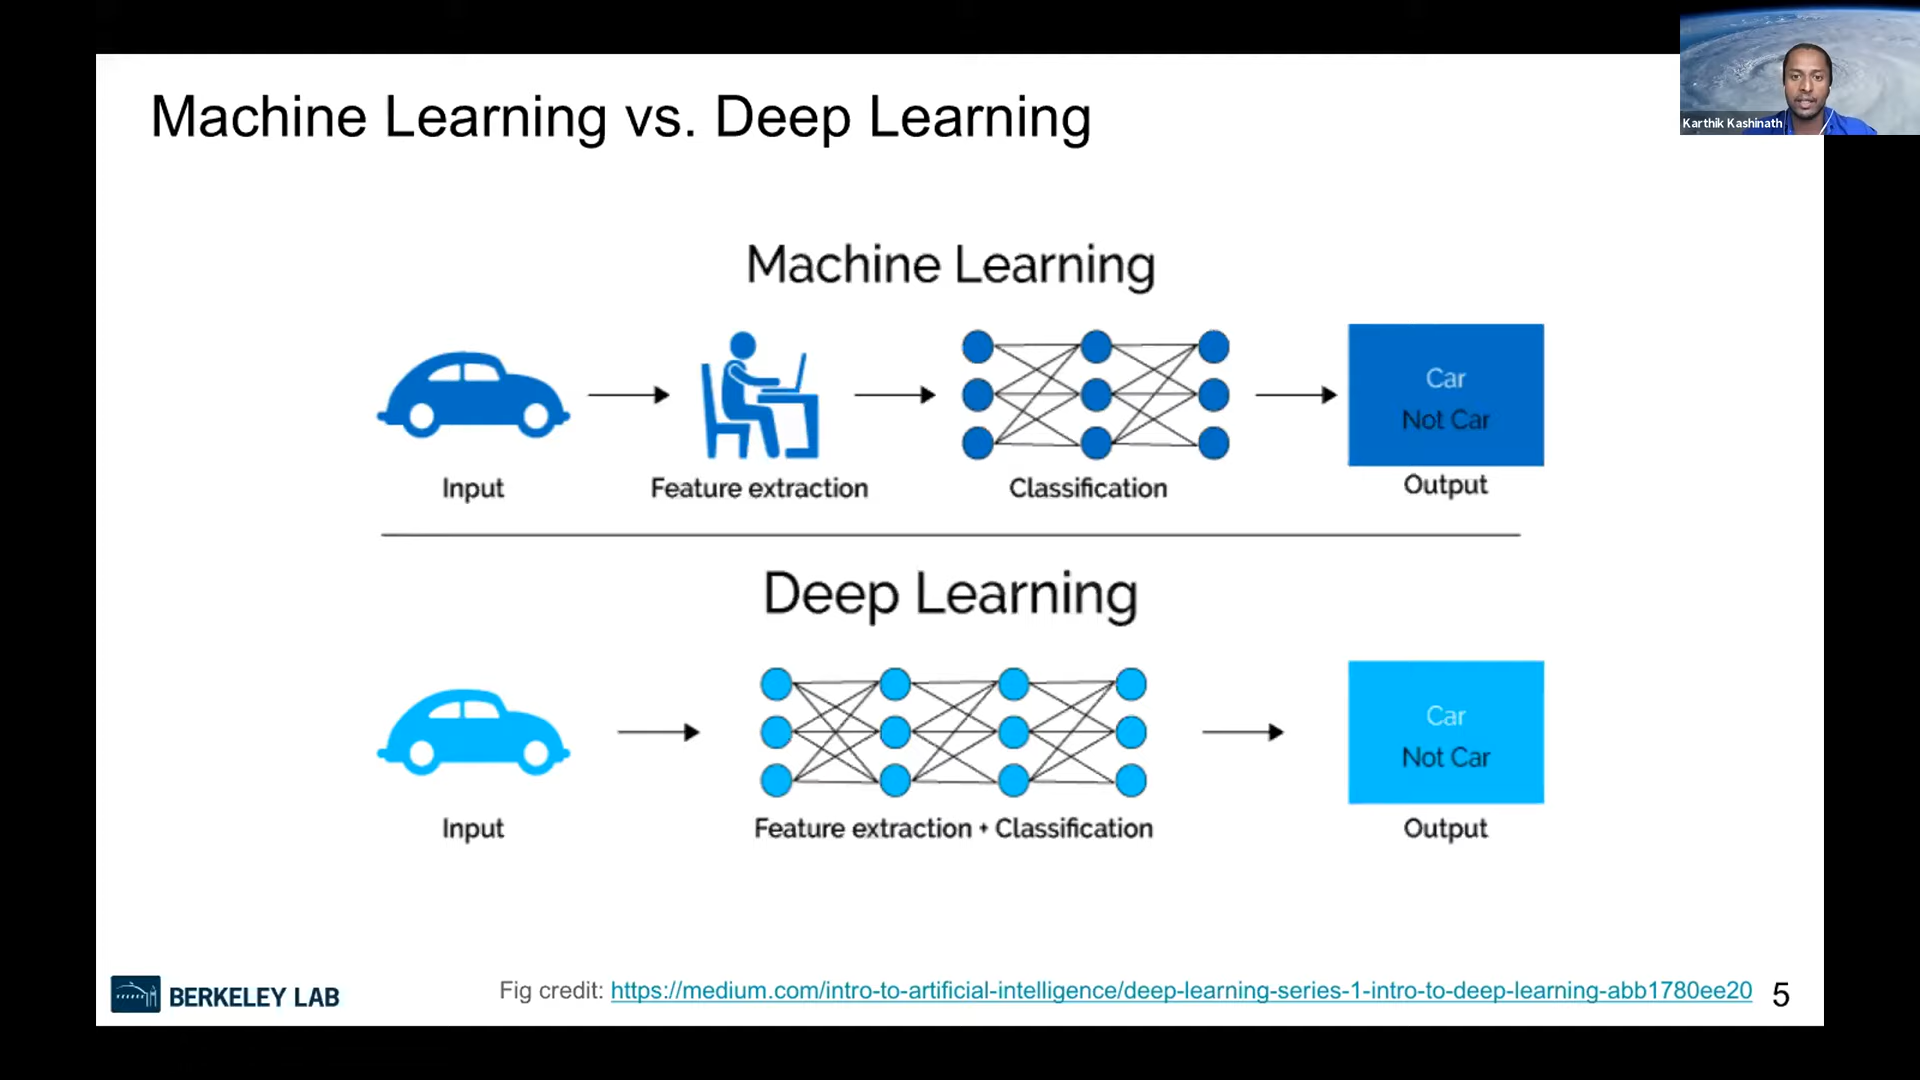 Karthik Kashinath
Machine Learning vs. Deep Learning
Machine Learning
Car
Not Car
Input
Feature extraction
Classification
Output
Deep Learning
Car
Not Car
Input
Feature extraction + Classification
Output
BERKELEY LAB
Fig credit: https://medium.com/intro-to-artificial-intelligence/deep-learning-series-1-intro-to-deep-learning-abb1780ee20
5